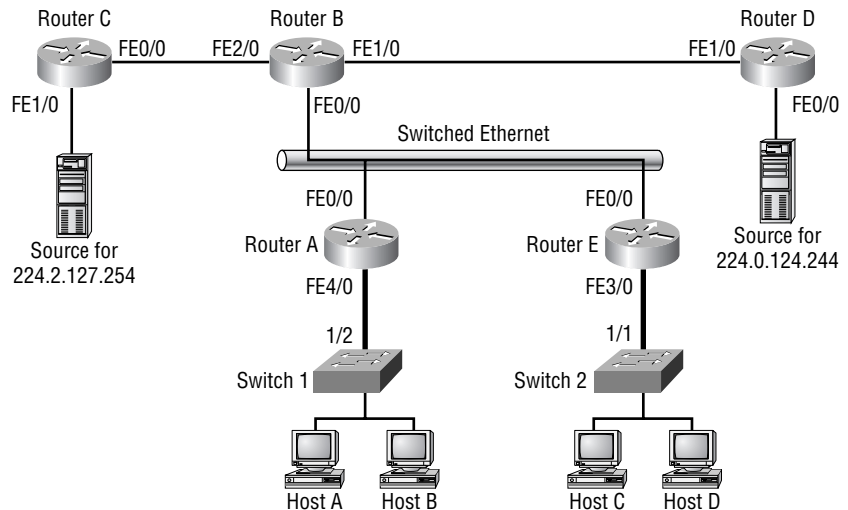 Router C
Router B
Router D
FE0/0
FE2/0
FE1/0
FE1/0
FE1/0
FE0/0
FE0/0
Switched Ethernet
Source for
224.2.127.254
FE0/0
FE0/0
Source for
224.0.124.244
Router A
Router E
FE4/0
FE3/0
1/2
1/1
Switch 1
Switch 2
Host A
Host B
Host C
Host D